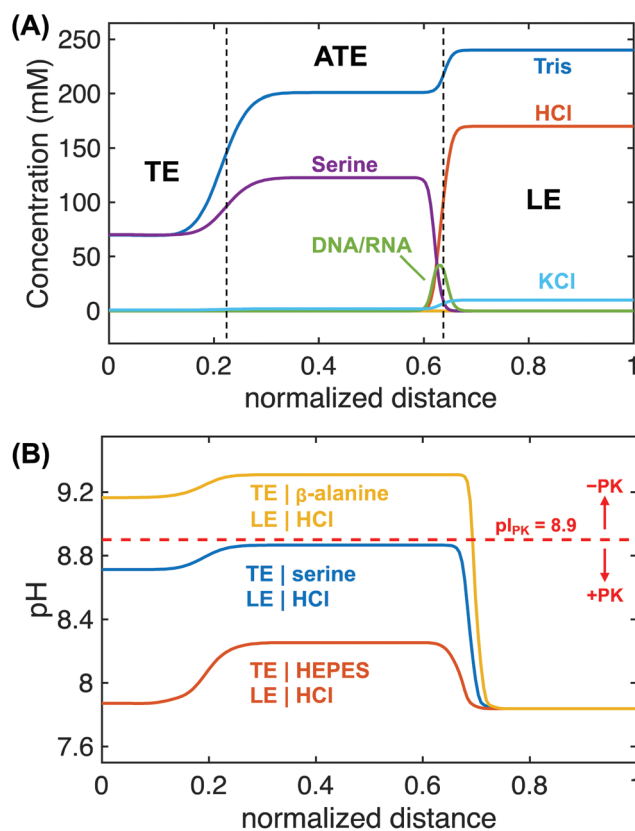 (A)
Concentration (mM)
250
200
150
100
50
0
TE
ATE
LE
Tris
HCl
Serine
DNA/RNA
KCl
0
0.2
0.4
0.6
0.8
1
normalized distance
(B)
pH
9.2
8.8
8.4
8
7.6
TE | β-alanine
LE | HCl
pIPK = 8.9
−PK
+PK
TE | serine
LE | HCl
TE | HEPES
LE | HCl
0
0.2
0.4
0.6
0.8
1
normalized distance